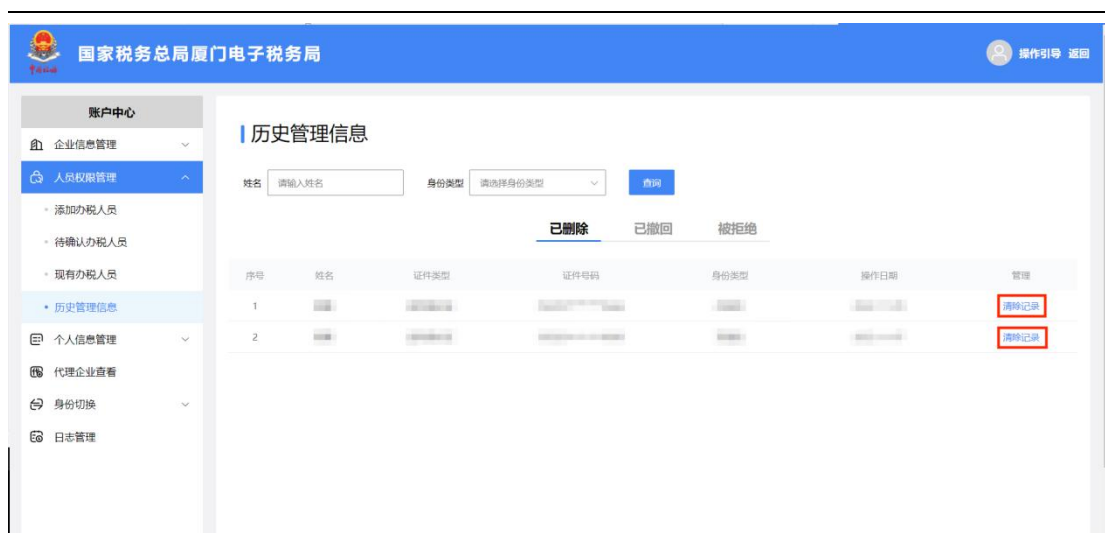 国家税务总局厦门电子税务局
操作引导 返回
账户中心
企业信息管理
人员权限管理
添加办税人员
待确认办税人员
现有办税人员
历史管理信息
个人信息管理
代理企业查看
身份切换
日志管理
历史管理信息
姓名 请输入姓名 身份类型 请选择身份类型 查询
已删除 已撤回 被拒绝
序号 姓名 证件类型 证件号码 身份类型 操作日期 管理
1 清除记录
2 清除记录